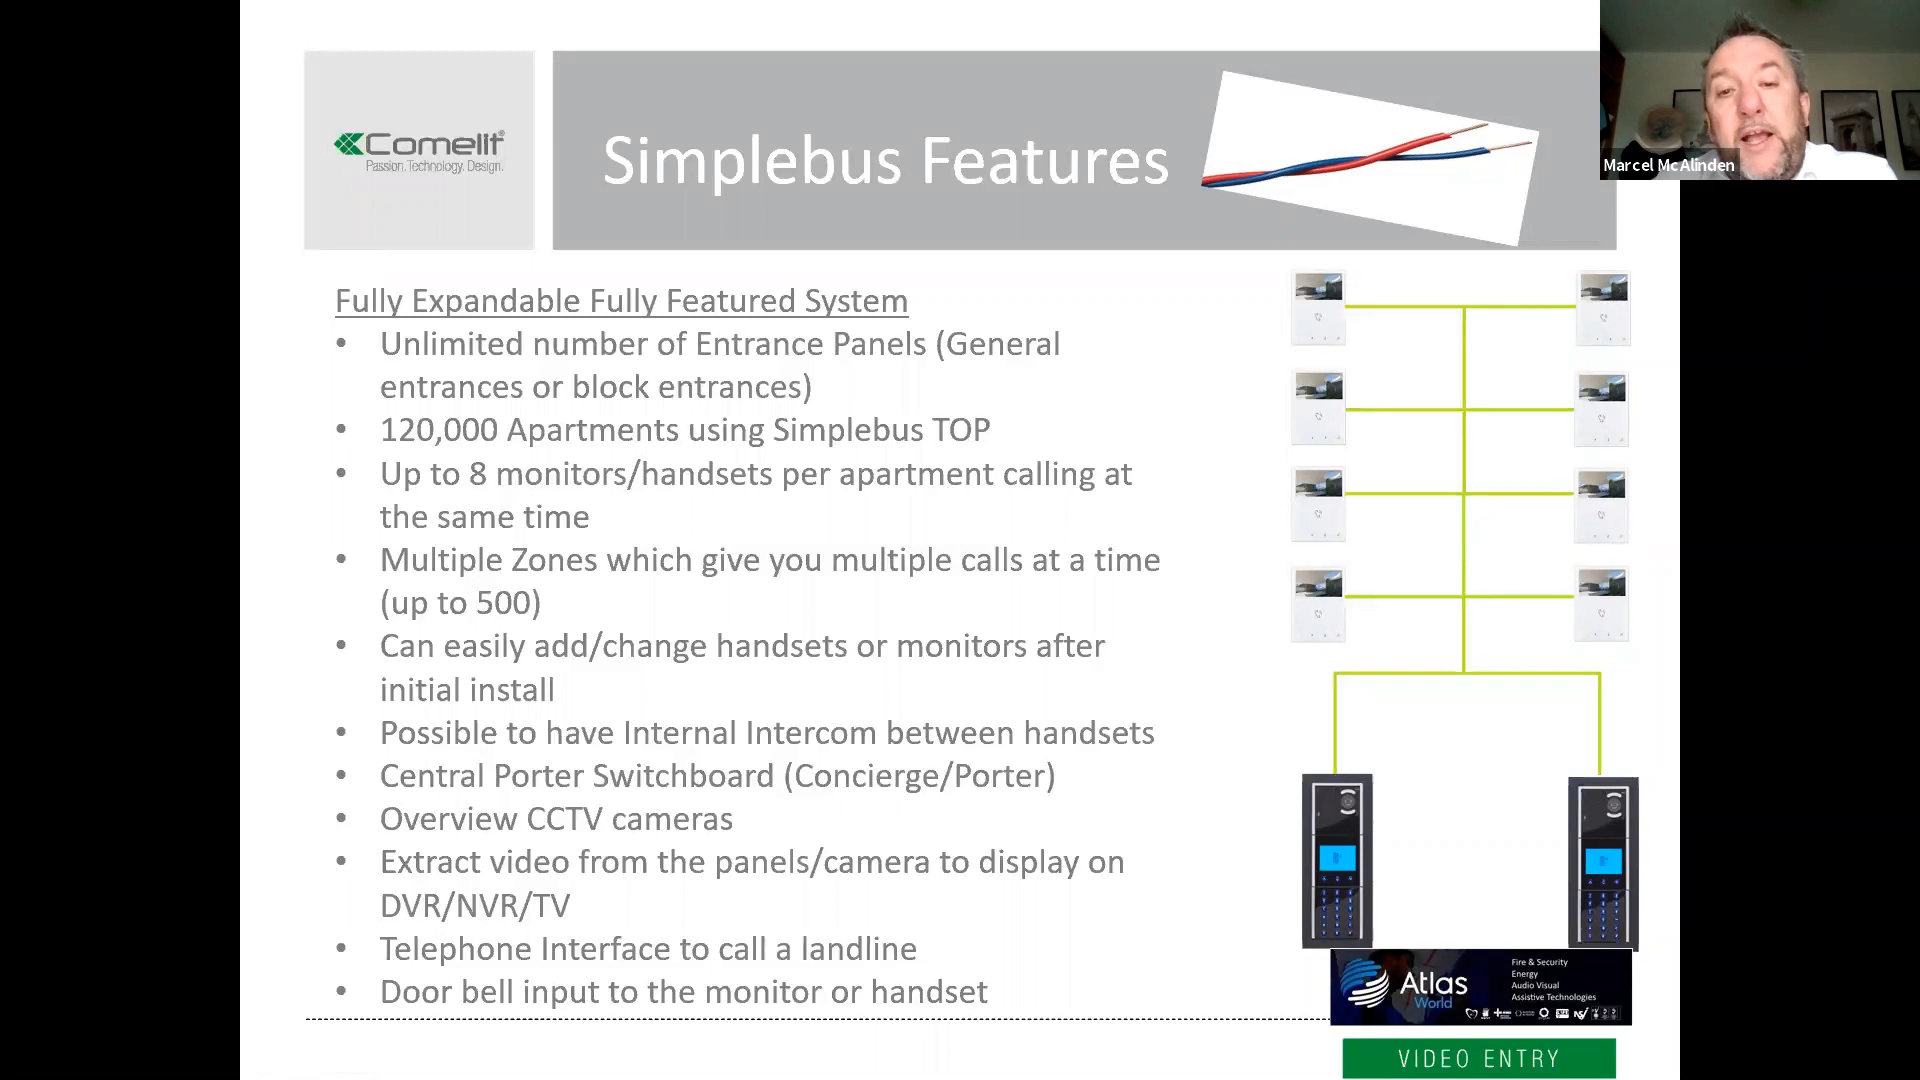 Comelit®
Passion. Technology. Design.
Simplebus Features
Marcel McAlinden
Fully Expandable Fully Featured System
• Unlimited number of Entrance Panels (General
entrances or block entrances)
• 120,000 Apartments using Simplebus TOP
• Up to 8 monitors/handsets per apartment calling at
the same time
• Multiple Zones which give you multiple calls at a time
(up to 500)
• Can easily add/change handsets or monitors after
initial install
• Possible to have Internal Intercom between handsets
• Central Porter Switchboard (Concierge/Porter)
• Overview CCTV cameras
• Extract video from the panels/camera to display on
DVR/NVR/TV
• Telephone Interface to call a landline
• Door bell input to the monitor or handset
Atlas
World
Fire & Security
Energy
Audio Visual
Assistive Technologies
VIDEO ENTRY